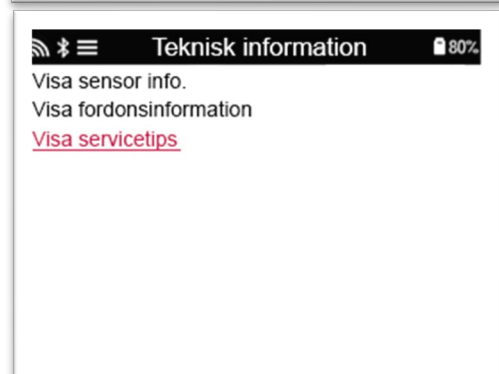 Teknisk information 80%
Visa sensor info.
Visa fordonsinformation
Visa servicetips